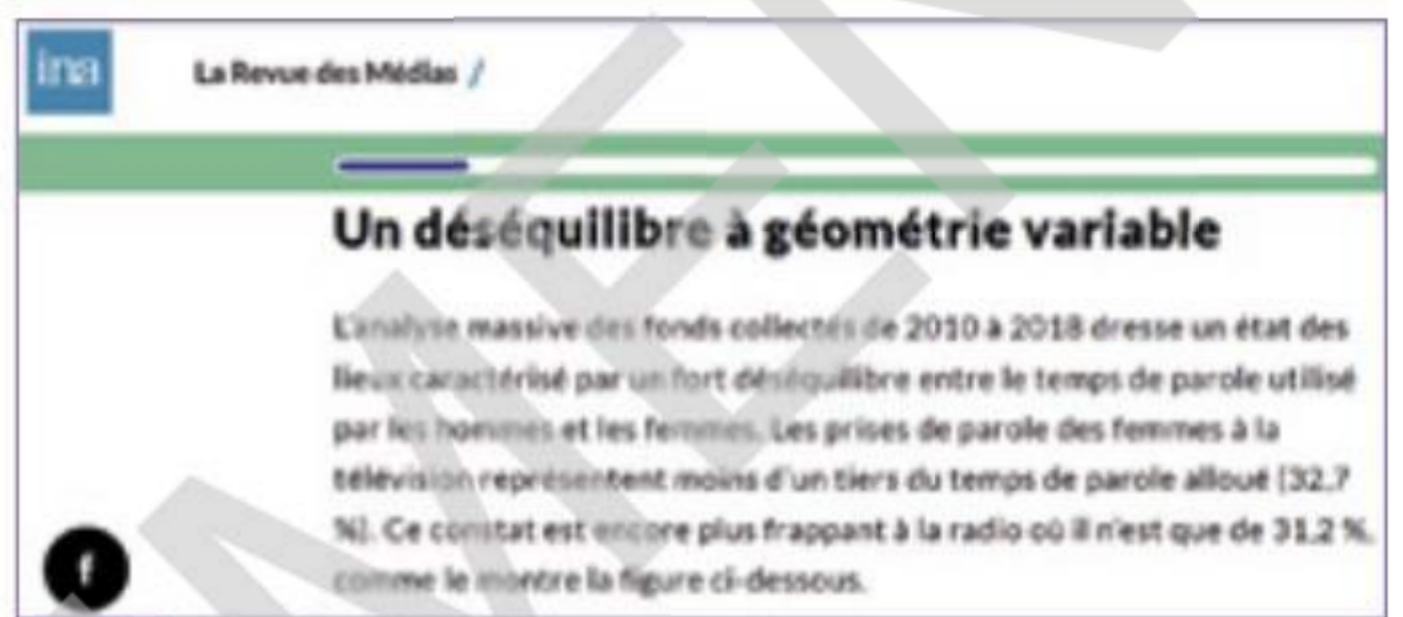 ina
La Revue des Médias /
Un déséquilibre à géométrie variable
L'analyse massive des fonds collectés de 2010 à 2018 dresse un état des
lieux caractérisé par un fort déséquilibre entre le temps de parole utilisé
par les hommes et les femmes. Les prises de parole des femmes à la
télévision représentent moins d'un tiers du temps de parole alloué (32,7
%). Ce constat est encore plus frappant à la radio où il n'est que de 31,2 %,
comme le montre la figure ci-dessous.
f